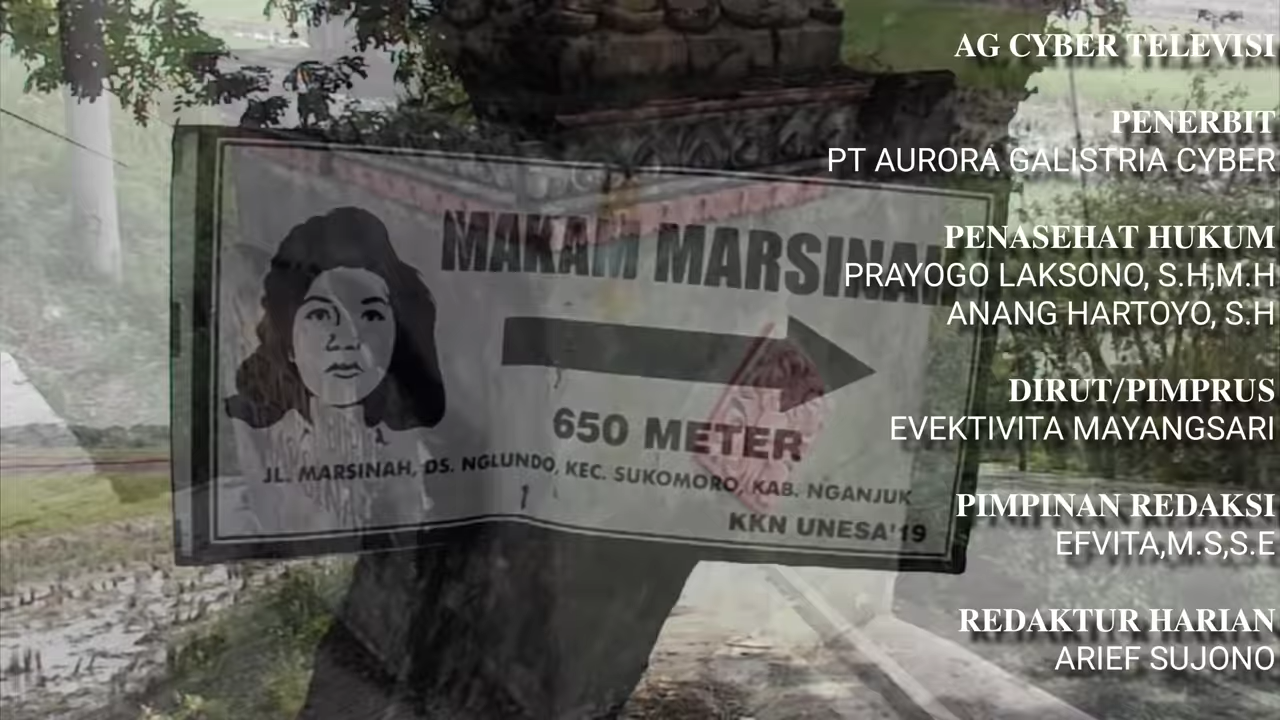 MAKAM MARSINAH
650 METER
JL. MARSINAH, DS. NGLUNDO, KEC. SUKOMORO, KAB. NGANJUK
KKN UNESA'19
AG CYBER TELEVISI
PENERBIT
PT AURORA GALISTRIA CYBER
PENASEHAT HUKUM
PRAYOGO LAKSONO, S.H,M.H
ANANG HARTOYO, S.H
DIRUT/PIMPRUS
EVEKTIVITA MAYANGSARI
PIMPINAN REDAKSI
EFVITA,M.S,S.E
REDAKTUR HARIAN
ARIEF SUJONO